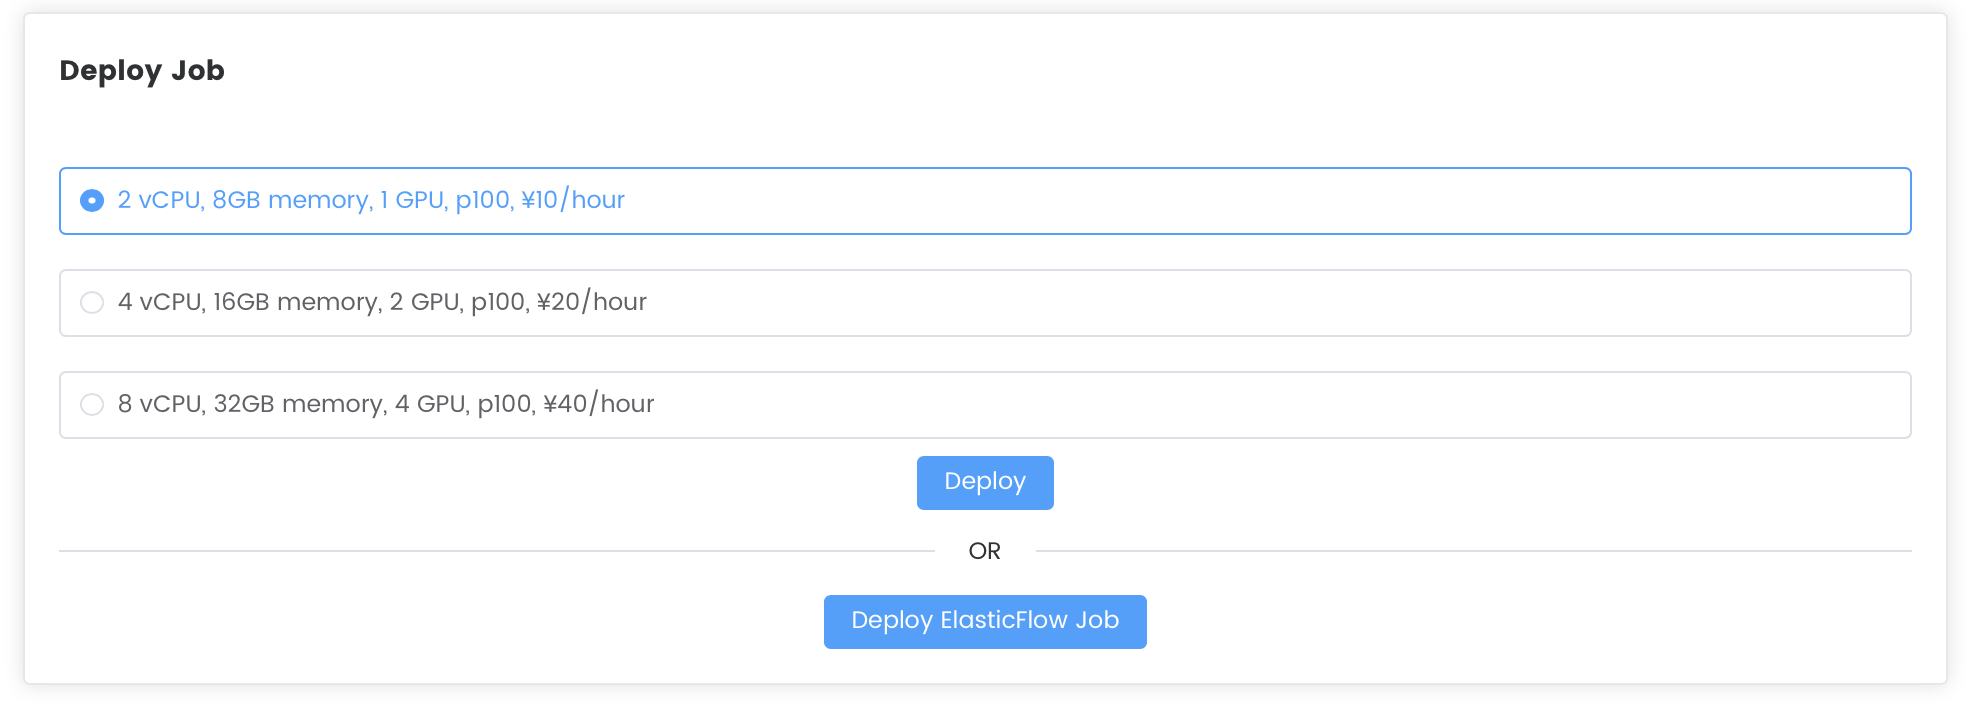 Deploy Job
2 vCPU, 8GB memory, 1 GPU, p100, ¥10/hour
4 vCPU, 16GB memory, 2 GPU, p100, ¥20/hour
8 vCPU, 32GB memory, 4 GPU, p100, ¥40/hour
Deploy
OR
Deploy ElasticFlow Job